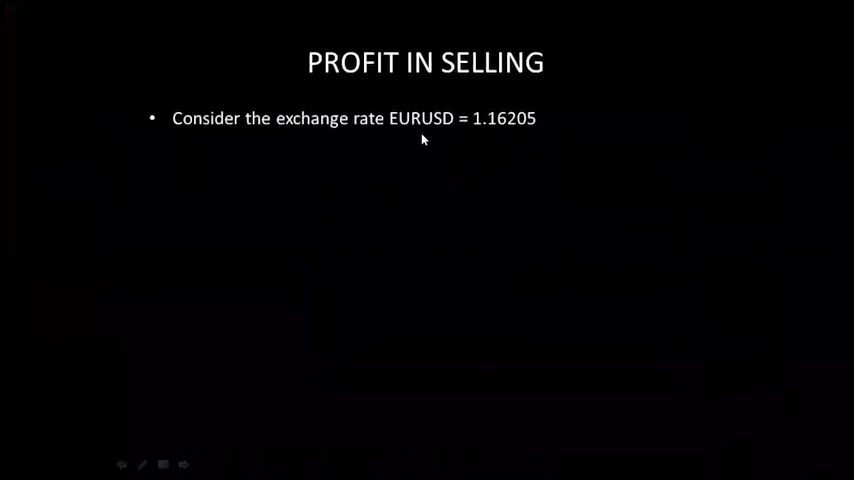 PROFIT IN SELLING
• Consider the exchange rate EURUSD = 1.16205